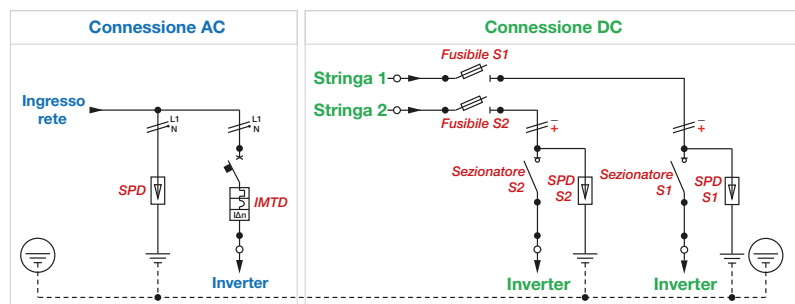 Connessione AC
Connessione DC
Fusibile S1
Stringa 1
Ingresso
rete
L1
N
L1
N
Stringa 2
Fusibile S2
–
+
–
+
SPD
IMTD
I∆n
Sezionatore
S2
SPD
S2
Sezionatore
S1
SPD
S1
Inverter
Inverter
Inverter